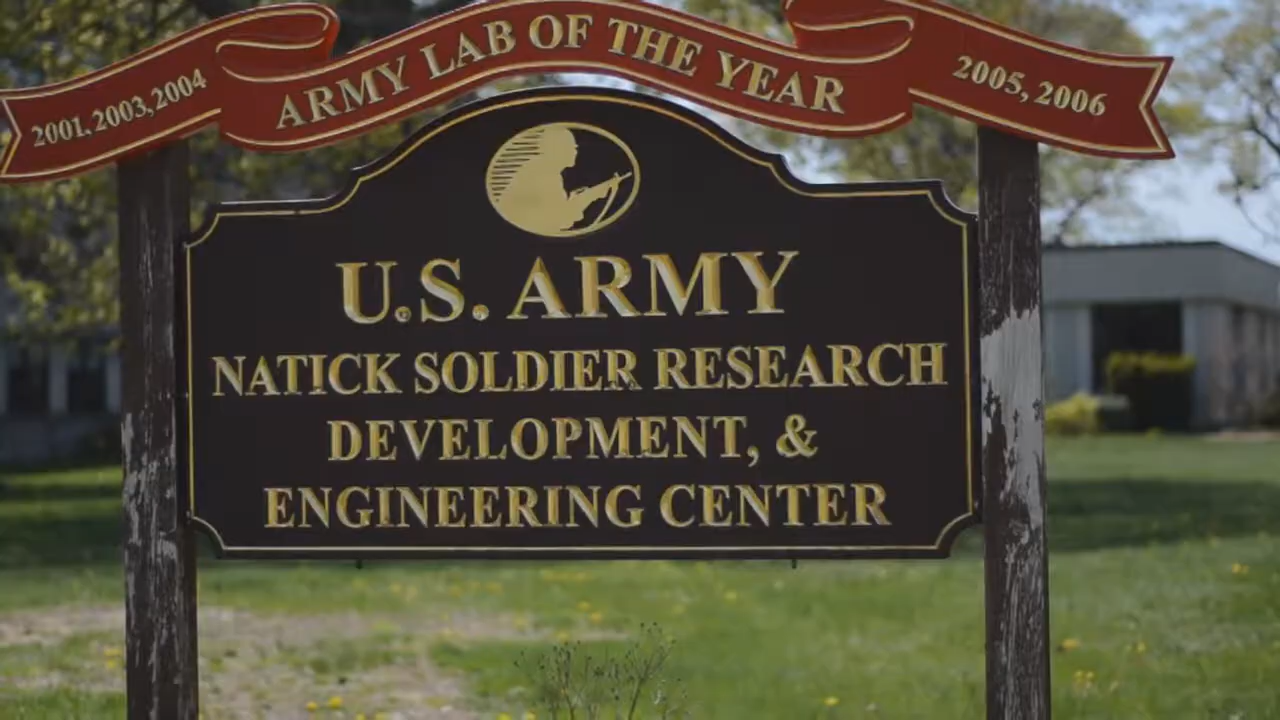 2001, 2003, 2004
ARMY LAB OF THE YEAR
2005, 2006
U.S. ARMY
NATICK SOLDIER RESEARCH
DEVELOPMENT, &
ENGINEERING CENTER